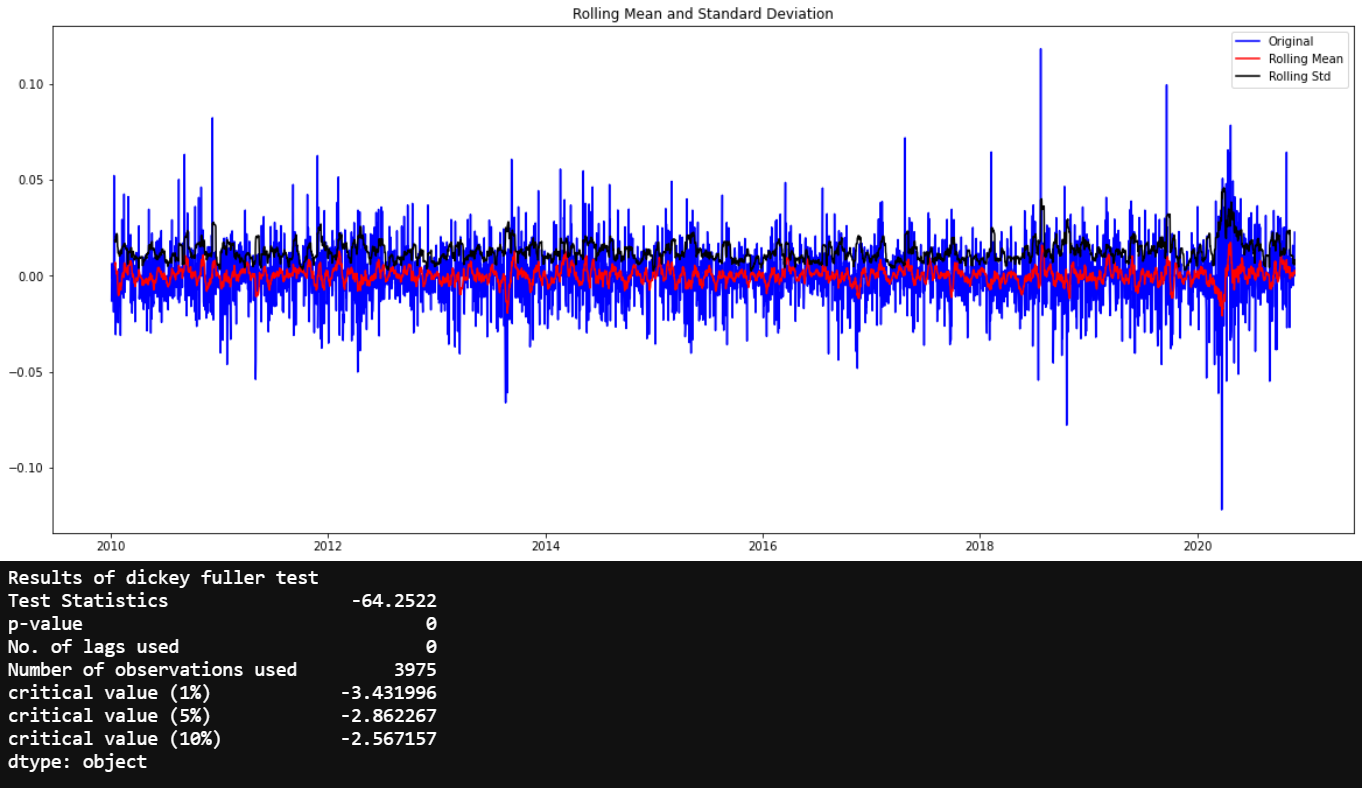 Rolling Mean and Standard Deviation
Original
Rolling Mean
Rolling Std
0.10
0.05
0.00
−0.05
−0.10
2010 2012 2014 2016 2018 2020
Results of dickey fuller test
Test Statistics -64.2522
p-value 0
No. of lags used 0
Number of observations used 3975
critical value (1%) -3.431996
critical value (5%) -2.862267
critical value (10%) -2.567157
dtype: object